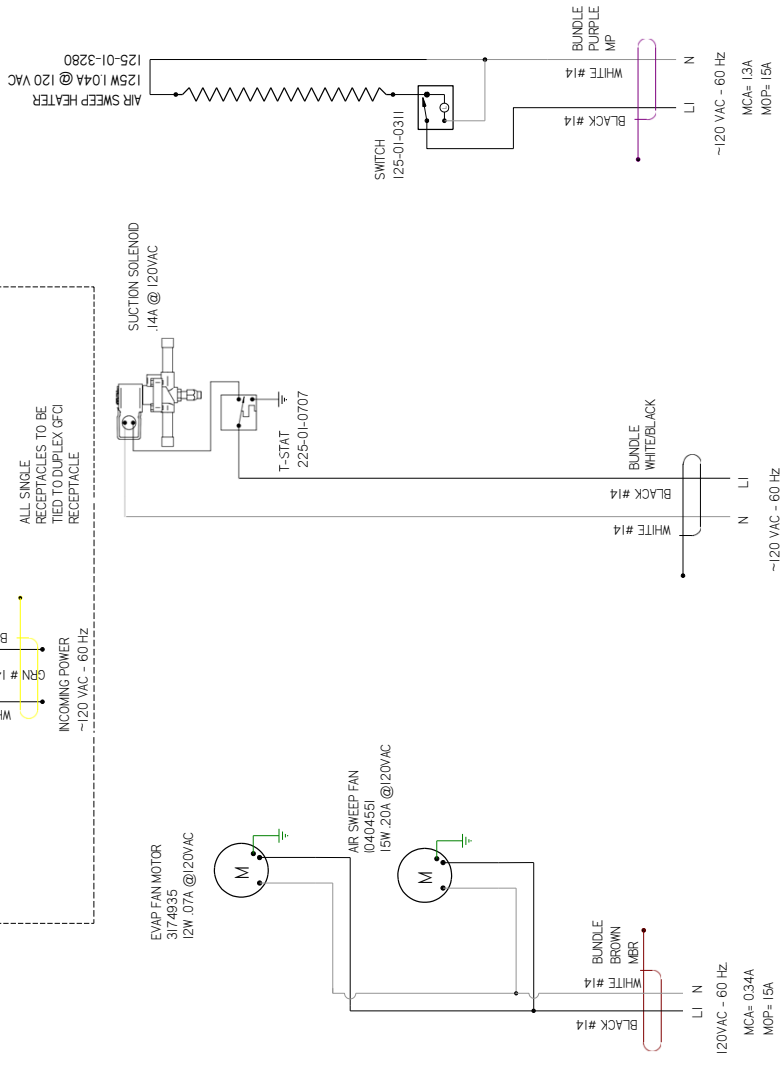 AIR SWEEP HEATER
125W 1.04A @ 120 VAC
125-01-3280
SWITCH
125-01-0311
L
BUNDLE
PURPLE
MP
WHITE #14
BLACK #14
N
L1
~120 VAC - 60 Hz
MCA= 1.3A
MOP= 15A
SUCTION SOLENOID
.14A @ 120VAC
T-STAT
225-01-0707
BUNDLE
WHITE/BLACK
BLACK #14
WHITE #14
L1
N
~120 VAC - 60 Hz
ALL SINGLE
RECEPTACLES TO BE
TIED TO DUPLEX GFCI
RECEPTACLE
B
GRN # 1
WH
INCOMING POWER
~120 VAC - 60 Hz
EVAP FAN MOTOR
3174935
12W .07A @120VAC
M
AIR SWEEP FAN
10404551
15W .20A @120VAC
M
BUNDLE
BROWN
MBR
WHITE #14
BLACK #14
N
L1
120VAC - 60 Hz.
MCA= 0.34A
MOP= 15A